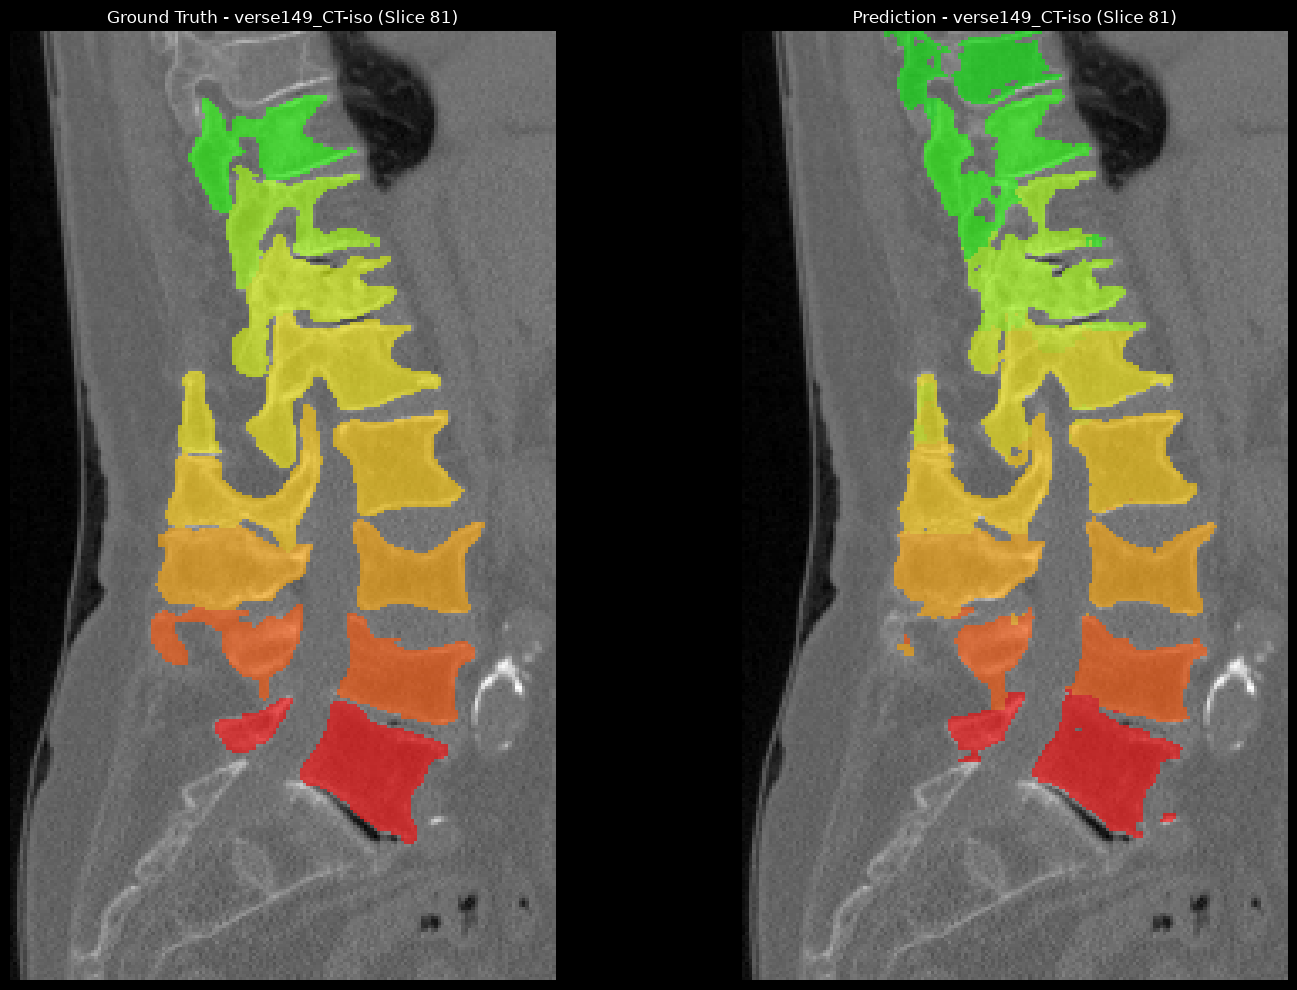 Ground Truth - verse149_CT-iso (Slice 81)
Prediction - verse149_CT-iso (Slice 81)